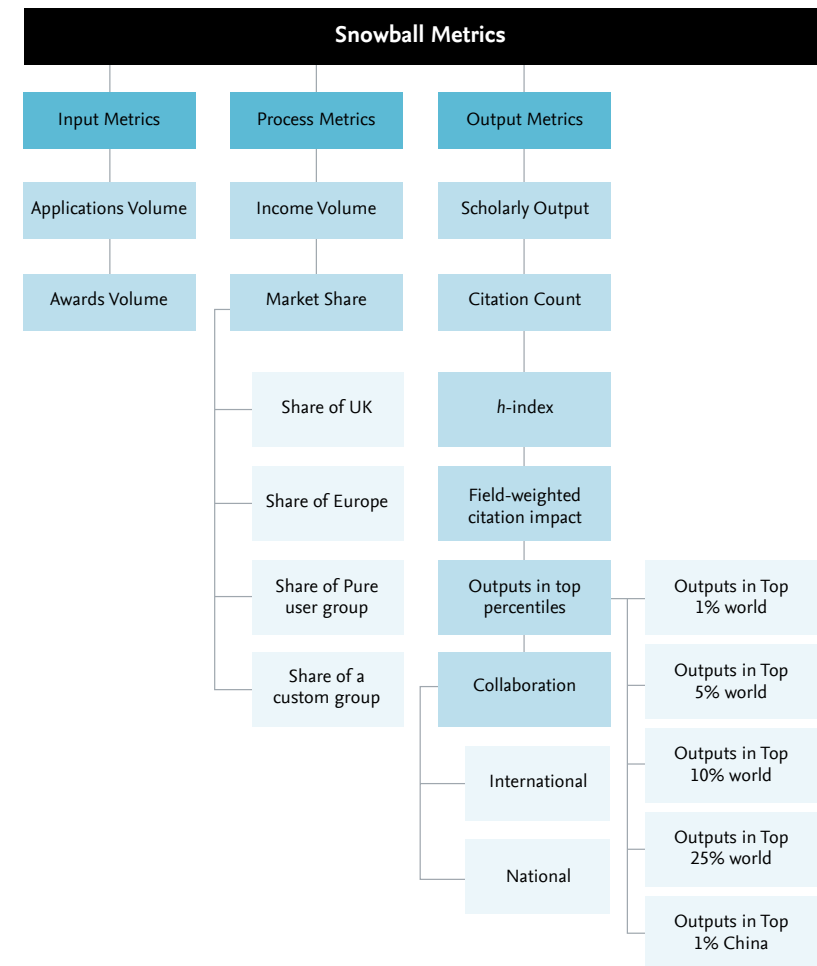 Snowball Metrics
Input Metrics
Applications Volume
Awards Volume
Process Metrics
Income Volume
Market Share
Share of UK
Share of Europe
Share of Pure
user group
Share of a
custom group
Output Metrics
Scholarly Output
Citation Count
h-index
Field-weighted
citation impact
Outputs in top
percentiles
Outputs in Top
1% world
Outputs in Top
5% world
Outputs in Top
10% world
Outputs in Top
25% world
Outputs in Top
1% China
Collaboration
International
National